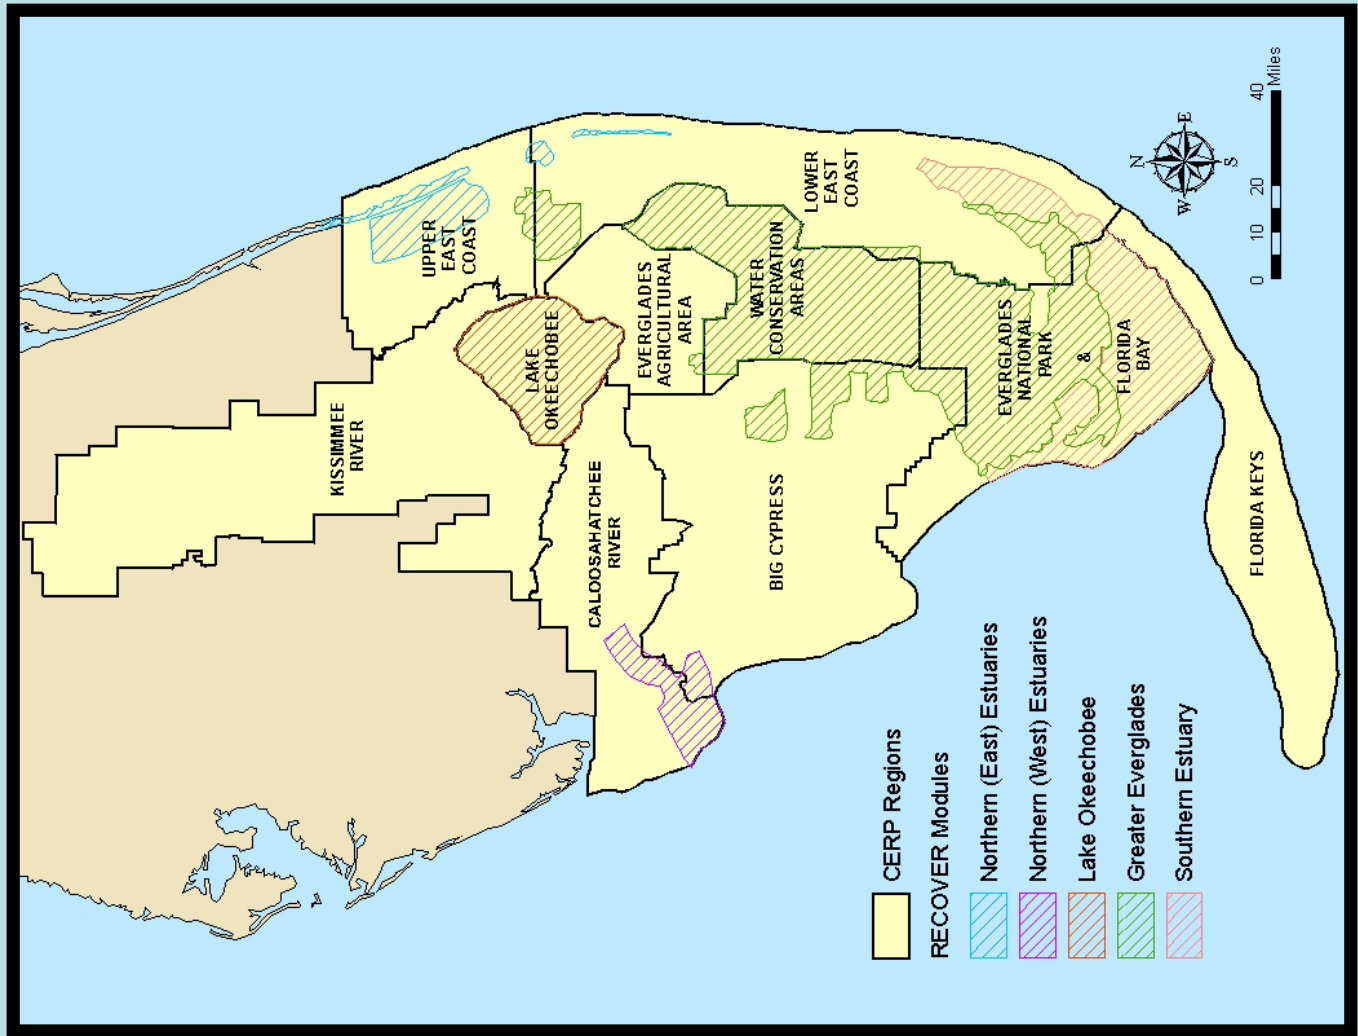 KISSIMMEE
RIVER
UPPER
EAST
COAST
LAKE
OKEECHOBEE
CALOOSAHATCHEE
RIVER
EVERGLADES
AGRICULTURAL
AREA
WATER
CONSERVATION
AREAS
LOWER
EAST
COAST
BIG CYPRESS
EVERGLADES
NATIONAL
PARK
&
FLORIDA
BAY
FLORIDA KEYS
N
E
S
W
0 10 20 40
Miles
CERP Regions
RECOVER Modules
Northern (East) Estuaries
Northern (West) Estuaries
Lake Okeechobee
Greater Everglades
Southern Estuary